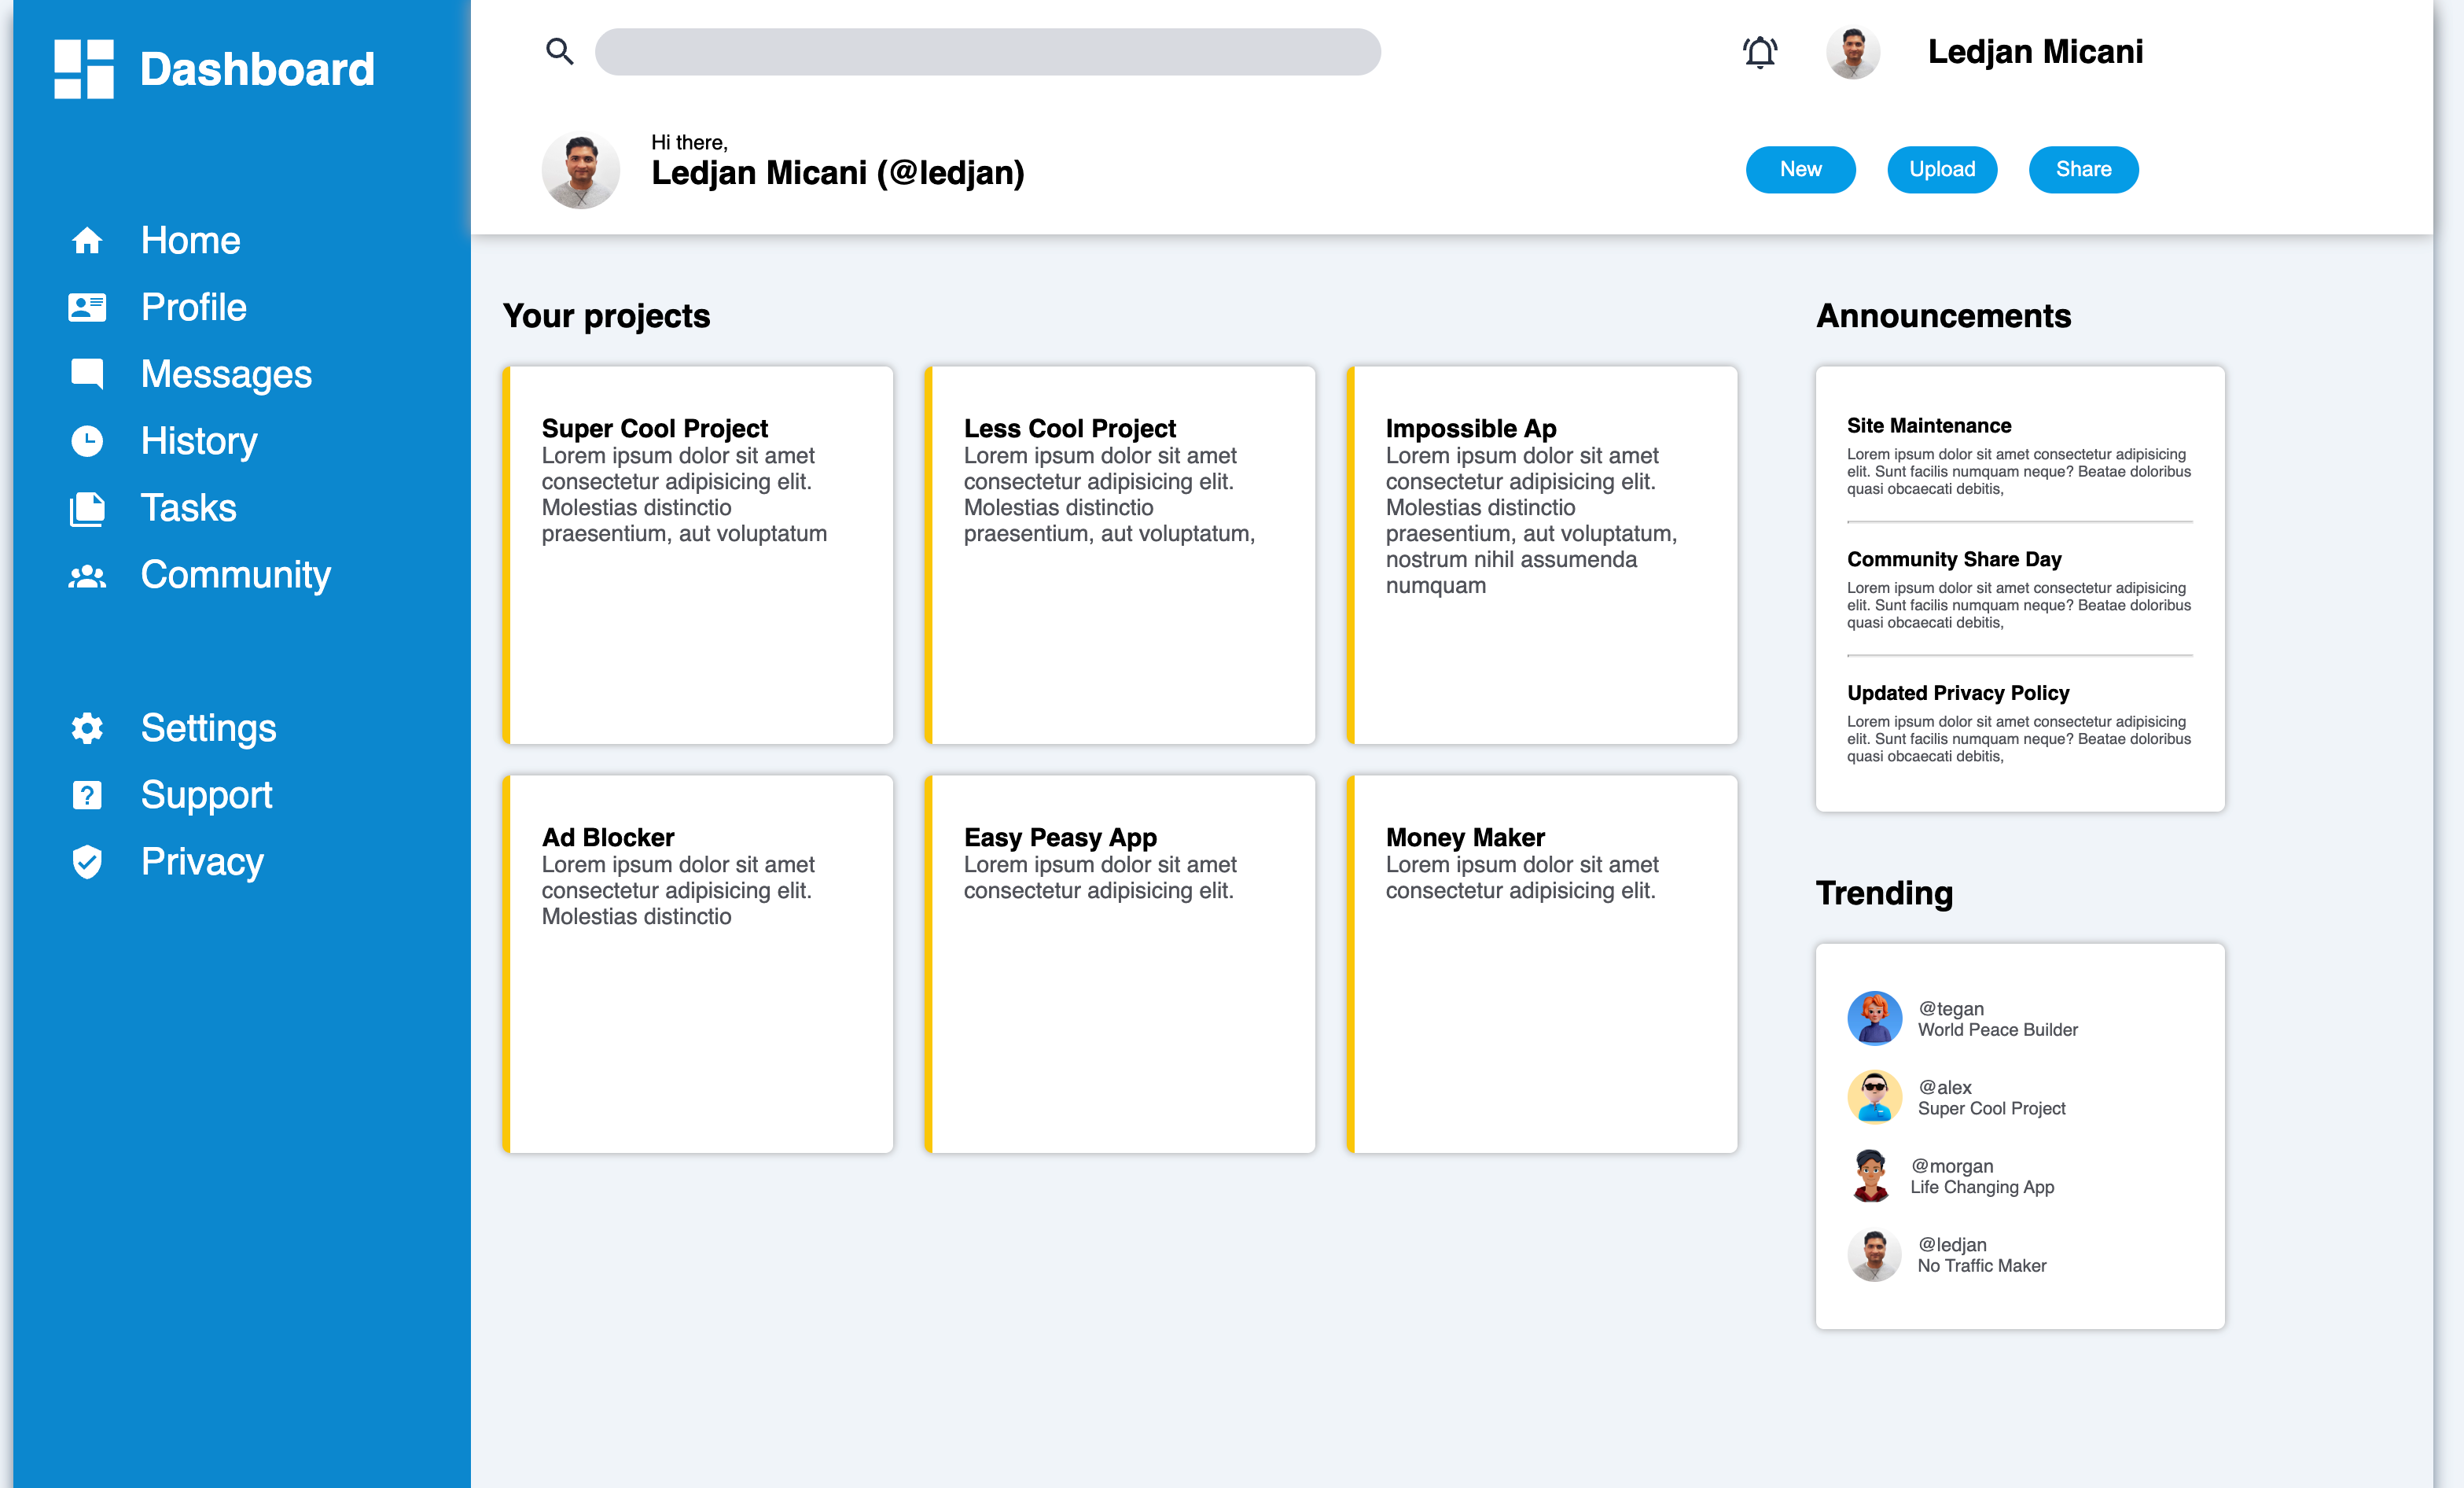 Dashboard
Home
Profile
Messages
History
Tasks
Community
Settings
Support
Privacy
Ledjan Micani
Hi there,
Ledjan Micani (@ledjan)
New
Upload
Share
Your projects
Super Cool Project
Lorem ipsum dolor sit amet
consectetur adipisicing elit.
Molestias distinctio
praesentium, aut voluptatum
Less Cool Project
Lorem ipsum dolor sit amet
consectetur adipisicing elit.
Molestias distinctio
praesentium, aut voluptatum,
Impossible Ap
Lorem ipsum dolor sit amet
consectetur adipisicing elit.
Molestias distinctio
praesentium, aut voluptatum,
nostrum nihil assumenda
numquam
Ad Blocker
Lorem ipsum dolor sit amet
consectetur adipisicing elit.
Molestias distinctio
Easy Peasy App
Lorem ipsum dolor sit amet
consectetur adipisicing elit.
Money Maker
Lorem ipsum dolor sit amet
consectetur adipisicing elit.
Announcements
Site Maintenance
Lorem ipsum dolor sit amet consectetur adipisicing
elit. Sunt facilis numquam neque? Beatae doloribus
quasi obcaecati debitis,
Community Share Day
Lorem ipsum dolor sit amet consectetur adipisicing
elit. Sunt facilis numquam neque? Beatae doloribus
quasi obcaecati debitis,
Updated Privacy Policy
Lorem ipsum dolor sit amet consectetur adipisicing
elit. Sunt facilis numquam neque? Beatae doloribus
quasi obcaecati debitis,
Trending
@tegan
World Peace Builder
@alex
Super Cool Project
@morgan
Life Changing App
@ledjan
No Traffic Maker